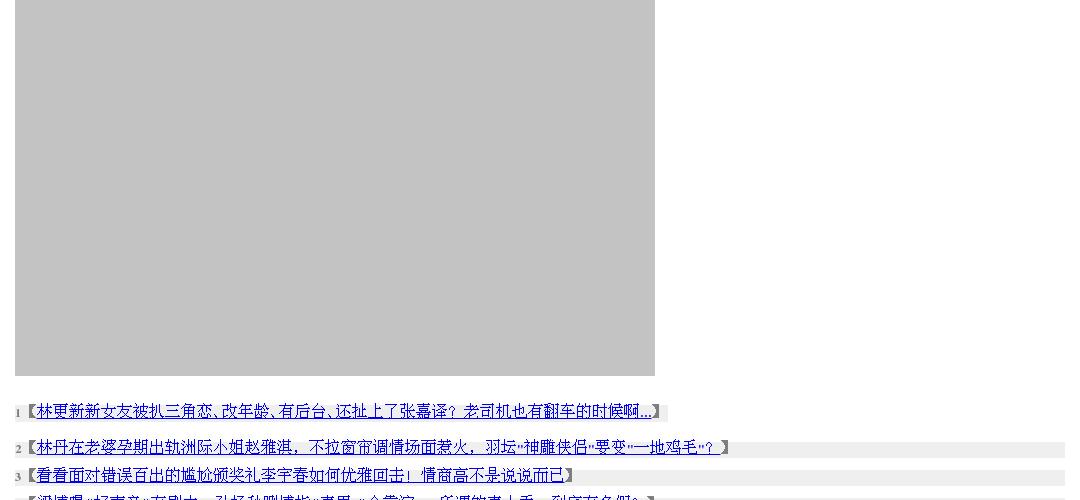 1【林更新新女友被扒三角恋、改年龄、有后台、还扯上了张嘉译？老司机也有翻车的时候啊...】
2【林丹在老婆孕期出轨洲际小姐赵雅淇，不拉窗帘调情场面惹火，羽坛"神雕侠侣"要变"一地鸡毛"？】
3【看看面对错误百出的尴尬颁奖礼李宇春如何优雅回击！情商高不是说说而已】